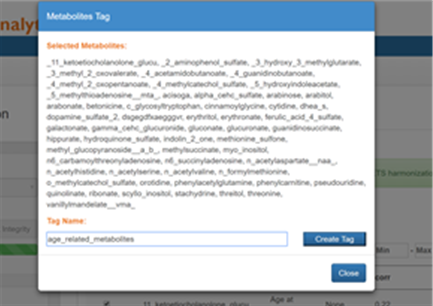 Metabolites Tag
nalyt
Selected Metabolites:
_11_ketoetiocholanolone_glucu, _2_aminophenol_sulfate, _3_hydroxy_3_methylglutarate,
_3_methyl_2_oxovalerate, _4_acetamidobutanoate, _4_guanidinobutanoate,
_4_methyl_2_oxopentanoate, _4_methylcatechol_sulfate, _5_hydroxyindoleacetate,
_5_methylthioadenosine__mta_, acisoga, alpha_cehc_sulfate, arabinose, arabitol,
arabonate, betonicine, c_glycosyltryptophan, cinnamoylglycine, cytidine, dhea_s,
dopamine_sulfate_2, dsgegdfxaegggvr, erythritol, erythronate, ferulic_acid_4_sulfate,
galactonate, gamma_cehc_glucuronide, gluconate, glucuronate, guanidinosuccinate,
hippurate, hydroquinone_sulfate, indolin_2_one, methionine_sulfone,
methyl_glucopyranoside__a_b_, methylsuccinate, myo_inositol,
n6_carbamoylthreonyladenosine, n6_succinyladenosine, n_acetylaspartate__naa_,
n_acetylhistidine, n_acetylserine, n_acetylvaline, n_formylmethionine,
o_methylcatechol_sulfate, orotidine, phenylacetylglutamine, phenylcarnitine, pseudouridine,
quinolinate, ribonate, scyllo_inositol, stachydrine, threitol, threonine,
vanillylmandelate__vma_
on
TS harmonizatio
Integrity
Tag Name:
age_related_metabolites
Create Tag
Min - Max
Close
corr
11_ketoetiocholanolone_glucu
Age at
None
0.22